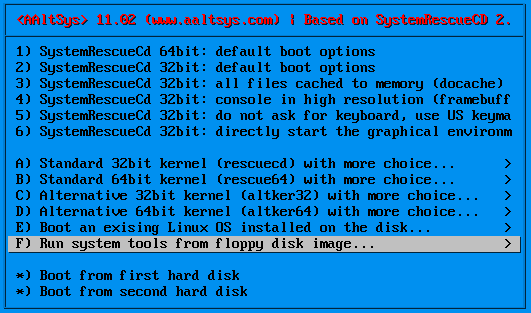 <AAltSys> 11.02 (www.aaltsys.com) | Based on SystemRescueCD 2.
1) SystemRescueCd 64bit: default boot options
2) SystemRescueCd 32bit: default boot options
3) SystemRescueCd 32bit: all files cached to memory (docache)
4) SystemRescueCd 32bit: console in high resolution (framebuff
5) SystemRescueCd 32bit: do not ask for keyboard, use US keyma
6) SystemRescueCd 32bit: directly start the graphical environm
A) Standard 32bit kernel (rescuecd) with more choice... >
B) Standard 64bit kernel (rescue64) with more choice... >
C) Alternative 32bit kernel (altker32) with more choice... >
D) Alternative 64bit kernel (altker64) with more choice... >
E) Boot an exising Linux OS installed on the disk... >
F) Run system tools from floppy disk image... >
*) Boot from first hard disk
*) Boot from second hard disk